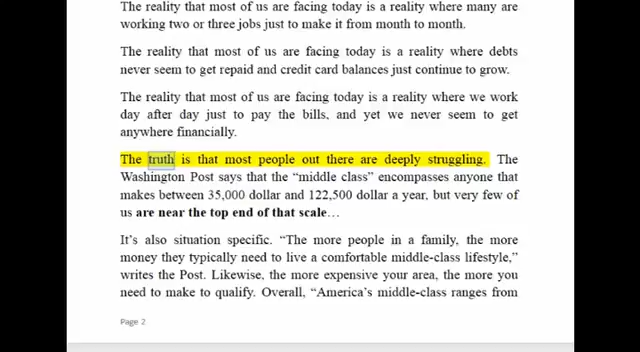 The reality that most of us are facing today is a reality where many are
working two or three jobs just to make it from month to month.
The reality that most of us are facing today is a reality where debts
never seem to get repaid and credit card balances just continue to grow.
The reality that most of us are facing today is a reality where we work
day after day just to pay the bills, and yet we never seem to get
anywhere financially.
The truth is that most people out there are deeply struggling. The
Washington Post says that the “middle class” encompasses anyone that
makes between 35,000 dollar and 122,500 dollar a year, but very few of
us are near the top end of that scale…
It’s also situation specific. “The more people in a family, the more
money they typically need to live a comfortable middle-class lifestyle,”
writes the Post. Likewise, the more expensive your area, the more you
need to make to qualify. Overall, “America’s middle-class ranges from
Page 2